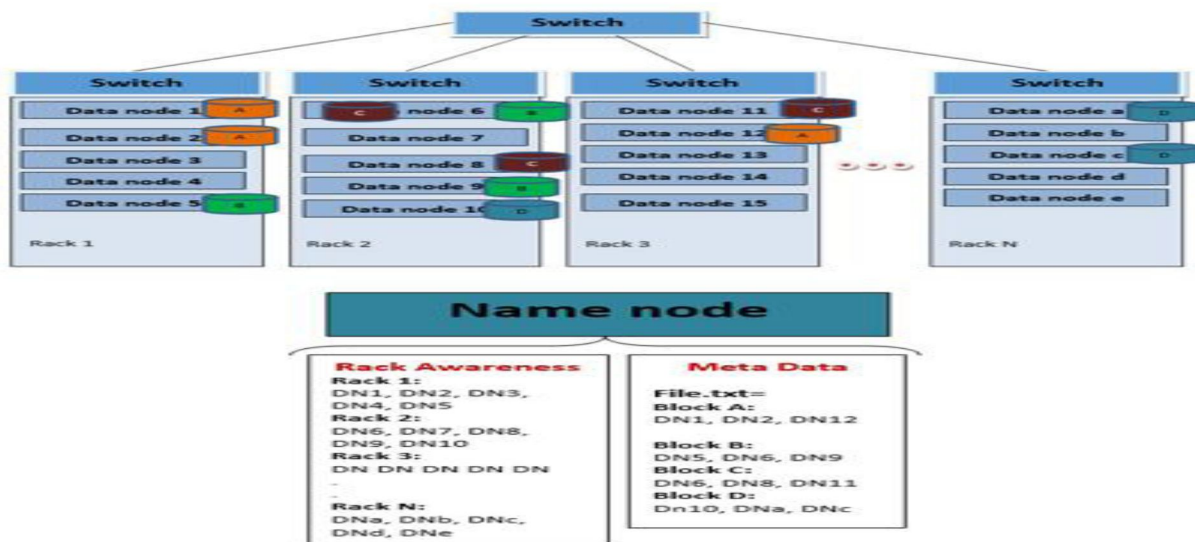 Switch
Switch
Data node 1 A
Data node 2 A
Data node 3
Data node 4
Data node 5 B
Rack 1
Switch
C node 6 B
Data node 7
Data node 8 C
Data node 9 B
Data node 10 D
Rack 2
Switch
Data node 11 C
Data node 12 A
Data node 13
Data node 14
Data node 15
Rack 3
Switch
Data node a D
Data node b
Data node c D
Data node d
Data node e
Rack N
Name node
Rack Awareness
Rack 1:
DN1, DN2, DN3,
DN4, DN5
Rack 2:
DN6, DN7, DN8,
DN9, DN10
Rack 3:
DN DN DN DN DN
.
.
Rack N:
DNa, DNb, DNc,
DNd, DNe
Meta Data
File.txt=
Block A:
DN1, DN2, DN12
Block B:
DN5, DN6, DN9
Block C:
DN6, DN8, DN11
Block D:
Dn10, DNa, DNc